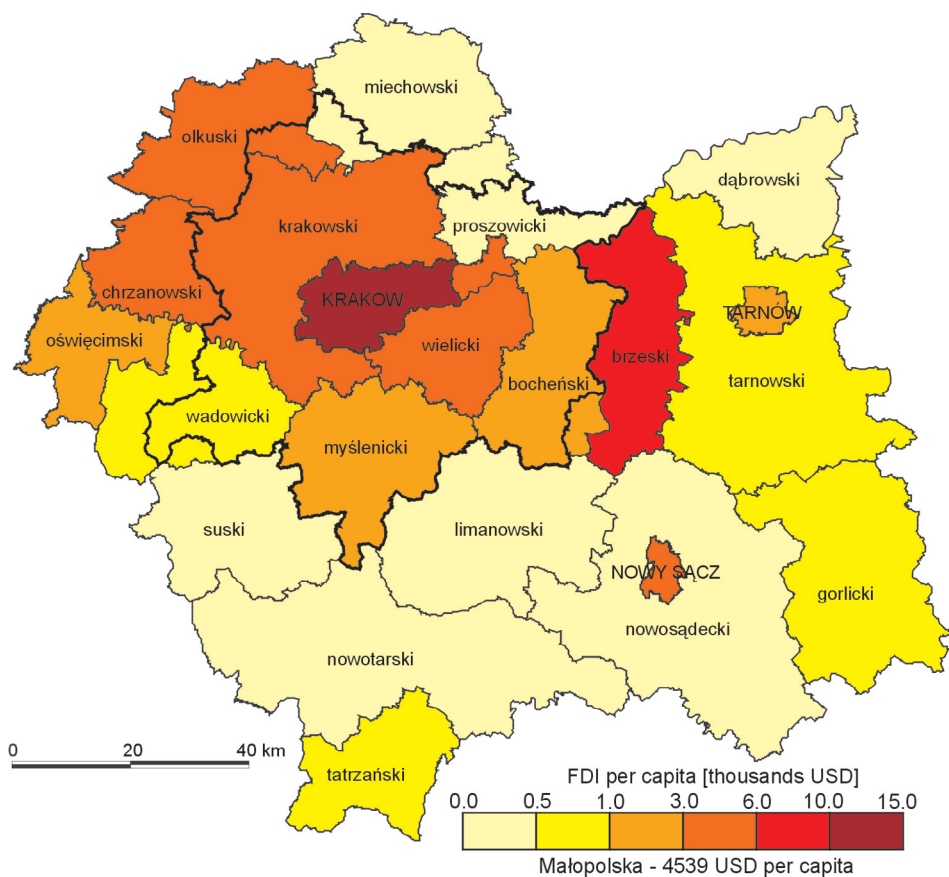 miechowski
olkuski
dąbrowski
krakowski
proszowicki
chrzanowski
KRAKOW
TARNÓW
oświęcimski
wielicki
brzeski
bocheński
tarnowski
wadowicki
myślenicki
suski
limanowski
NOWY SĄCZ
gorlicki
nowosądecki
nowotarski
0 20 40 km
tatrzański
FDI per capita [thousands USD]
0.0 0.5 1.0 3.0 6.0 10.0 15.0
Małopolska - 4539 USD per capita